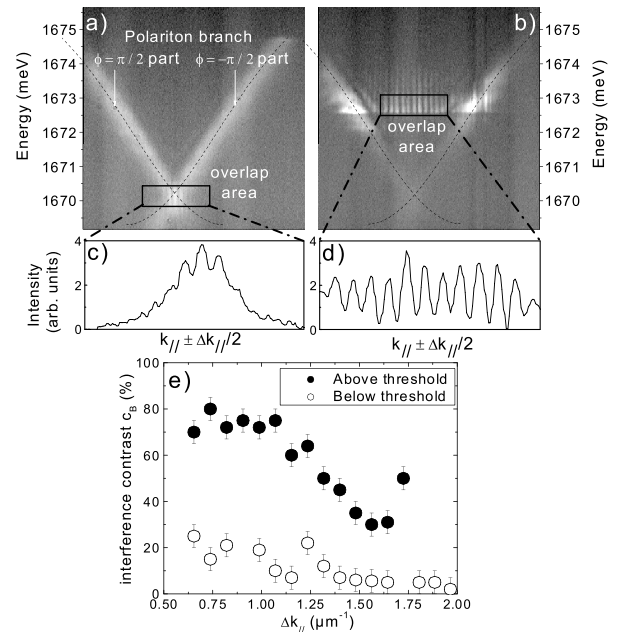 a)
Polariton branch
ϕ=π/2 part
ϕ=−π/2 part
overlap
area
1675
1674
1673
1672
1671
1670
Energy (meV)
b)
overlap
area
1675
1674
1673
1672
1671
1670
Energy (meV)
c)
4
2
0
Intensity
(arb. units)
k// ± Δk///2
d)
4
2
0
k// ± Δk///2
e)
Above threshold
Below threshold
100
80
60
40
20
0
interference contrast cB (%)
0.50 0.75 1.00 1.25 1.50 1.75 2.00
Δk// (µm-1)